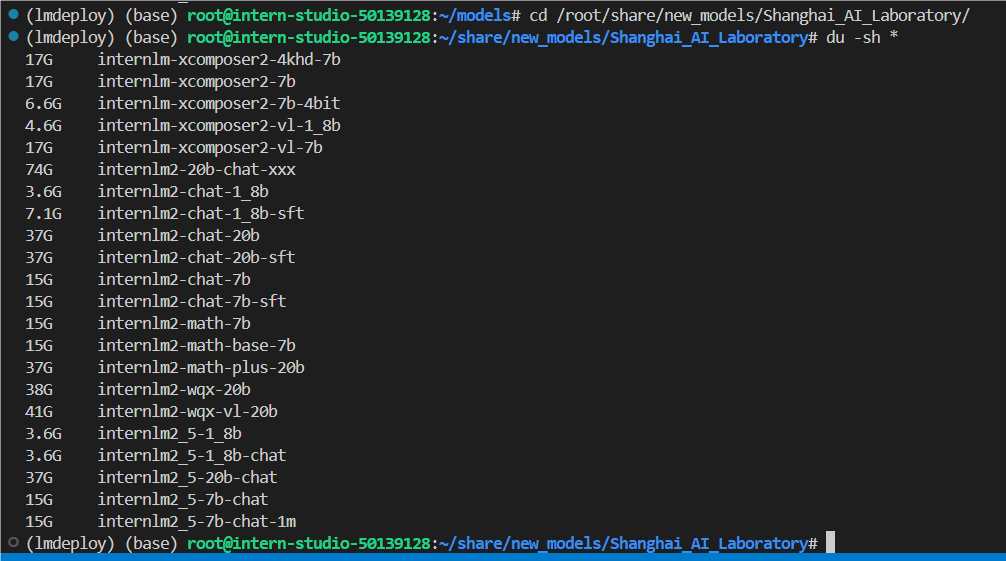 (lmdeploy) (base) root@intern-studio-50139128:~/models# cd /root/share/new_models/Shanghai_AI_Laboratory/
(lmdeploy) (base) root@intern-studio-50139128:~/share/new_models/Shanghai_AI_Laboratory# du -sh *
17G     internlm-xcomposer2-4khd-7b
17G     internlm-xcomposer2-7b
6.6G    internlm-xcomposer2-7b-4bit
4.6G    internlm-xcomposer2-vl-1_8b
17G     internlm-xcomposer2-vl-7b
74G     internlm2-20b-chat-xxx
3.6G    internlm2-chat-1_8b
7.1G    internlm2-chat-1_8b-sft
37G     internlm2-chat-20b
37G     internlm2-chat-20b-sft
15G     internlm2-chat-7b
15G     internlm2-chat-7b-sft
15G     internlm2-math-7b
15G     internlm2-math-base-7b
37G     internlm2-math-plus-20b
38G     internlm2-wqx-20b
41G     internlm2-wqx-vl-20b
3.6G    internlm2_5-1_8b
3.6G    internlm2_5-1_8b-chat
37G     internlm2_5-20b-chat
15G     internlm2_5-7b-chat
15G     internlm2_5-7b-chat-1m
(lmdeploy) (base) root@intern-studio-50139128:~/share/new_models/Shanghai_AI_Laboratory#